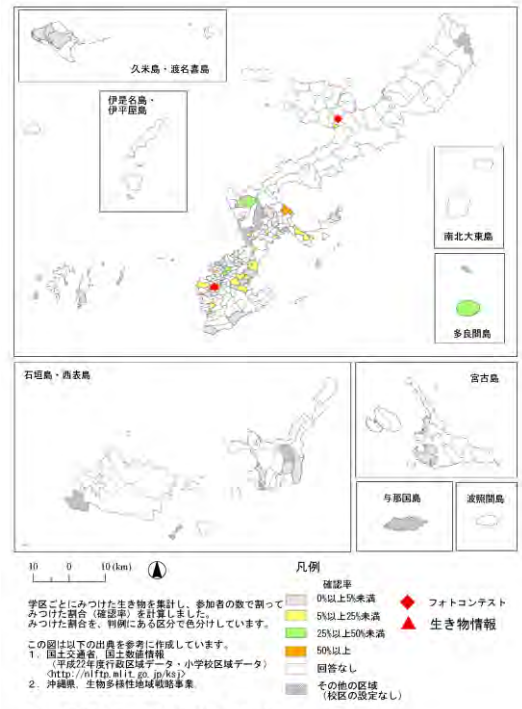 久米島・渡名喜島
伊是名島・
伊平屋島
南北大東島
多良間島
石垣島・西表島
宮古島
与那国島
波照間島
10 0 10(km)
凡例
確認率
0%以上5%未満
5%以上25%未満
25%以上50%未満
50%以上
回答なし
その他の区域
(校区の設定なし)
フォトコンテスト
生き物情報
学区ごとにみつけた生き物を集計し、参加者の数で割って
みつけた割合(確認率)を計算しました。
みつけた割合を、判例にある区分で色分けしています。
この図は以下の出典を参考に作成しています。
1. 国土交通省、国土数値情報
(平成22年度行政区域データ・小学校区域データ)
<http://nlftp.mlit.go.jp/ksj>
2. 沖縄県、生物多様性地域戦略事業、